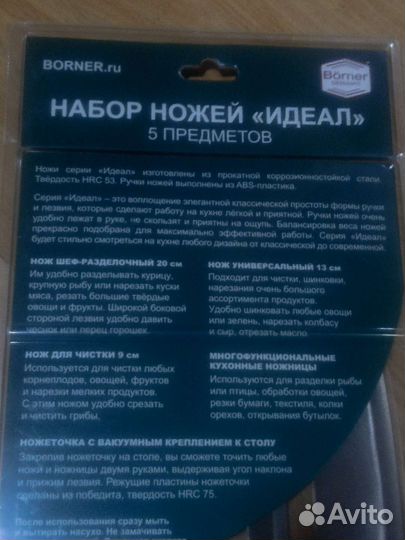 BORNER.ru
Börner
GERMANY
НАБОР НОЖЕЙ «ИДЕАЛ»
5 ПРЕДМЕТОВ
Ножи серии «Идеал» изготовлены из прокатной коррозионностойкой стали.
Твёрдость HRC 53. Ручки ножей выполнены из ABS-пластика.
Серия «Идеал» – это воплощение элегантной классической простоты формы ручки
и лезвия, которые сделают работу на кухне лёгкой и приятной. Ручки ножей очень
удобно лежат в руке, не скользят и приятны на ощупь. Балансировка веса ножей
прекрасно подобрана для максимально эффективной работы. Серия «Идеал»
будет стильно смотреться на кухне любого дизайна от классической до современной.
НОЖ ШЕФ-РАЗДЕЛОЧНЫЙ 20 см
Им удобно разделывать курицу,
крупную рыбу или нарезать куски
мяса, резать большие твёрдые
овощи и фрукты. Широкой боковой
стороной лезвия удобно давить
чеснок или перец горошек.
НОЖ УНИВЕРСАЛЬНЫЙ 13 см
Подходит для чистки, шинковки,
нарезания очень большого
ассортимента продуктов.
Удобно шинковать любые овощи
или зелень, нарезать колбасу
и сыр, отрезать масло
НОЖ ДЛЯ ЧИСТКИ 9 см
Используется для чистки любых
корнеплодов, овощей, фруктов
и нарезки мелких продуктов.
С этим ножом удобно срезать
и чистить грибы.
МНОГОФУНКЦИОНАЛЬНЫЕ
КУХОННЫЕ НОЖНИЦЫ
Используются для разделки рыбы
или птицы, обработки овощей,
резки бумаги, текстиля, колки
орехов, открывания бутылок.
НОЖЕТОЧКА С ВАКУУМНЫМ КРЕПЛЕНИЕМ К СТОЛУ
Закрепив ножеточку на столе, вы сможете точить любые
ножи и ножницы двумя руками, выдерживая угол наклона
и прижим лезвия. Режущие пластины ножеточки
сделаны из победита, твердость HRC 75.
После использования сразу мыть
и вытирать насухо. Не замачивать
Avito